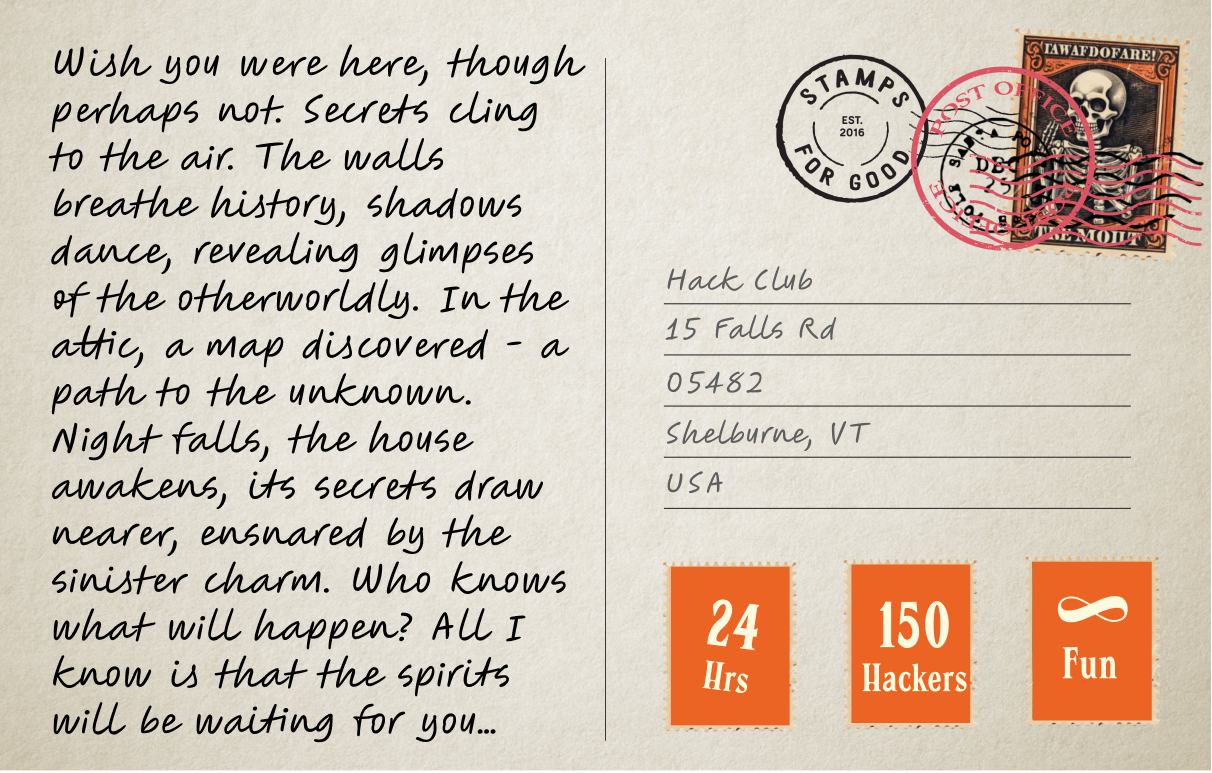 Wish you were here, though
perhaps not. Secrets cling
to the air. The walls
breathe history, shadows
dance, revealing glimpses
of the otherworldly. In the
attic, a map discovered - a
path to the unknown.
Night falls, the house
awakens, its secrets draw
nearer, ensnared by the
sinister charm. Who knows
what will happen? All I
know is that the spirits
will be waiting for you...
STAMPS
EST.
2016
FOR GOOD
POST OFFICE
TAWAFDOFARE!
Hack Club
15 Falls Rd
05482
Shelburne, VT
USA
24
Hrs
150
Hackers
∞
Fun